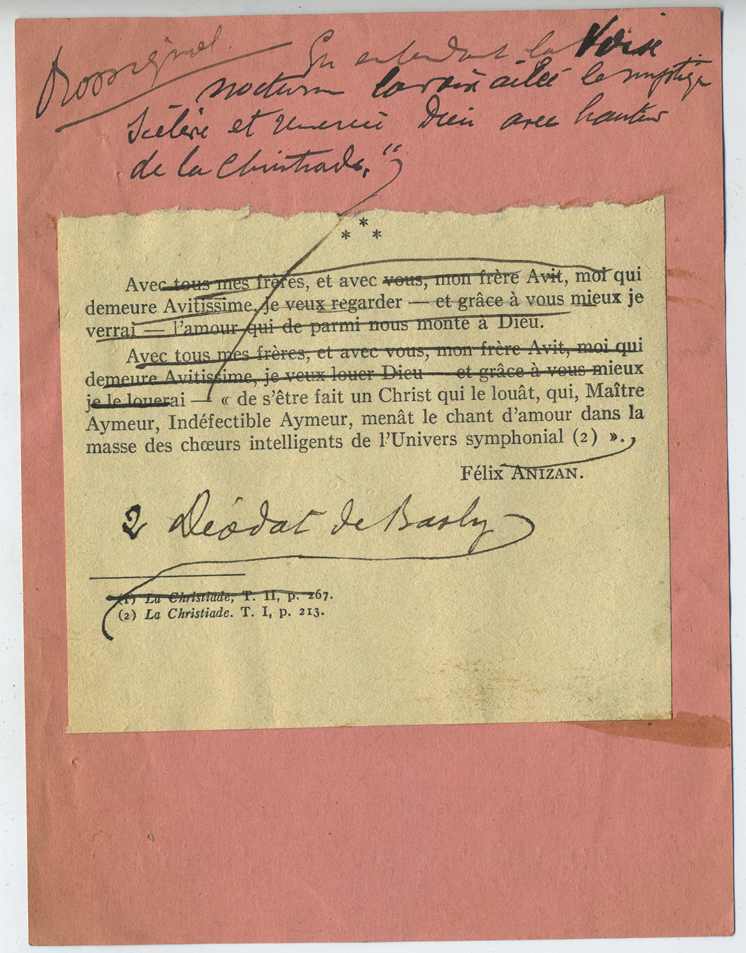 Rossignol. En entendant la Voix
nocturne la voix ailée le mystique
s'élève et remercie Dieu avec l'auteur
de la Christiade, "
* * *
Avec tous mes frères, et avec vous, mon frère Avit, moi qui
demeure Avitissime, je veux regarder — et grâce à vous mieux je
verrai — l'amour qui de parmi nous monte à Dieu.
Avec tous mes frères, et avec vous, mon frère Avit, moi qui
demeure Avitissime, je veux louer Dieu — et grâce à vous mieux
je le louerai — « de s'être fait un Christ qui le louât, qui, Maître
Aymeur, Indéfectible Aymeur, menât le chant d'amour dans la
masse des chœurs intelligents de l'Univers symphonial (2) ».,
Félix ANIZAN.
2 Déodat de Basly
(1) La Christiade, T. II, p. 267.
(2) La Christiade. T. I, p. 213.